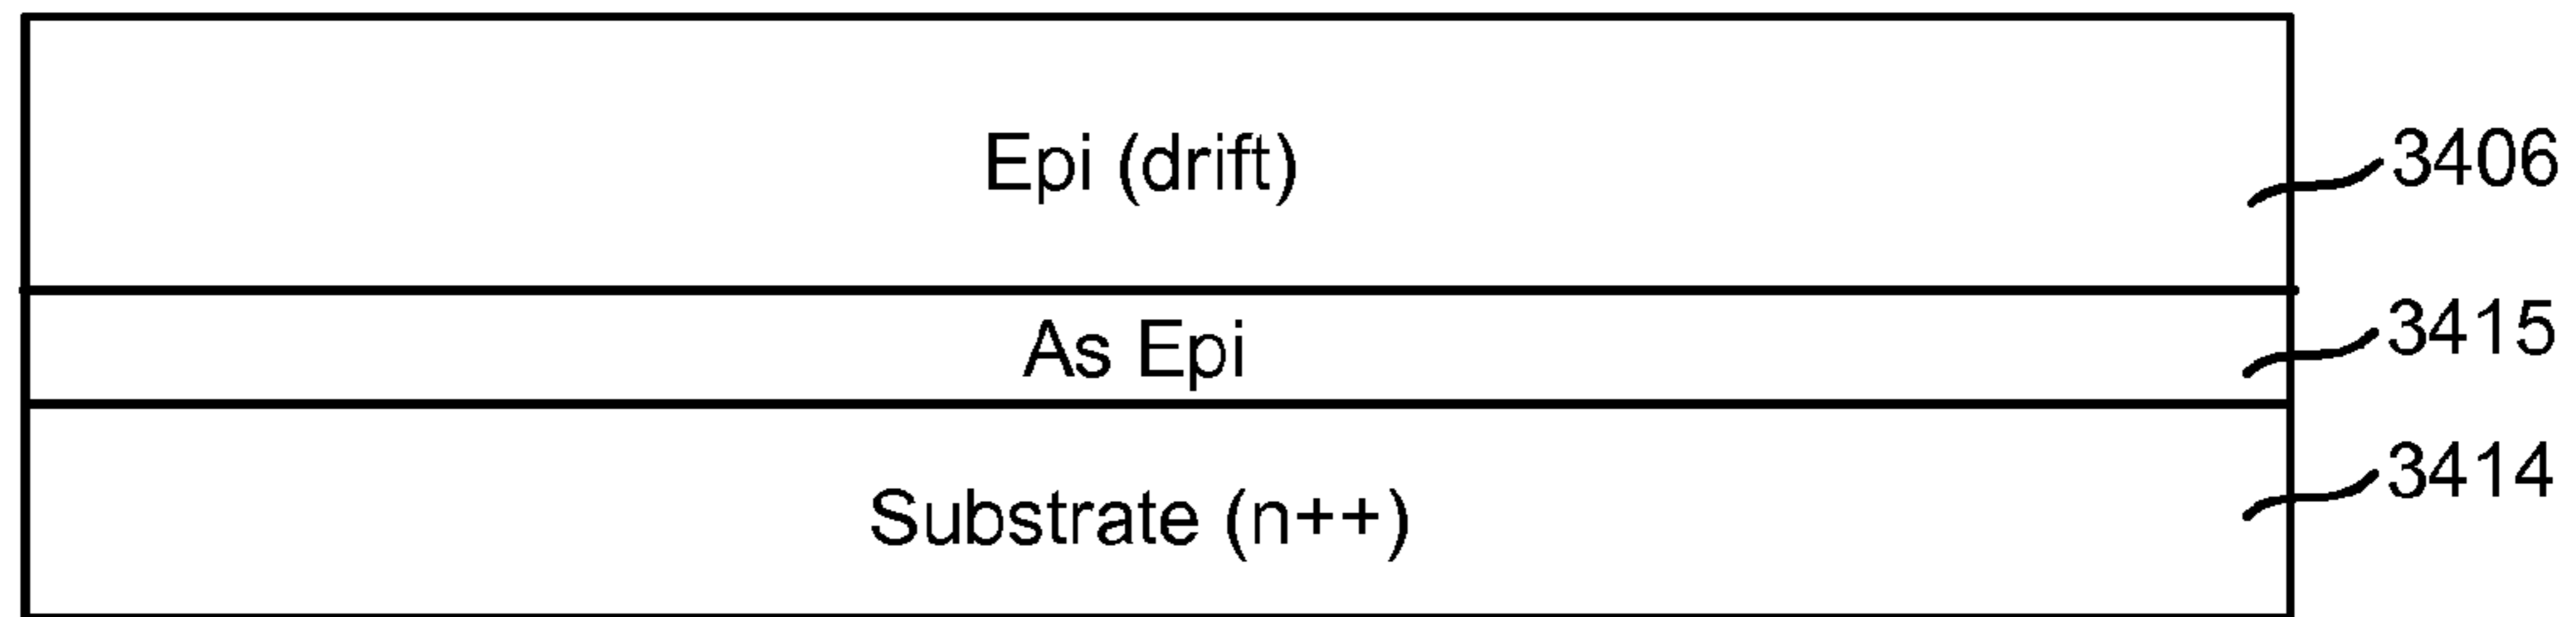 Epi (drift)
3406
As Epi
3415
Substrate (n++)
3414